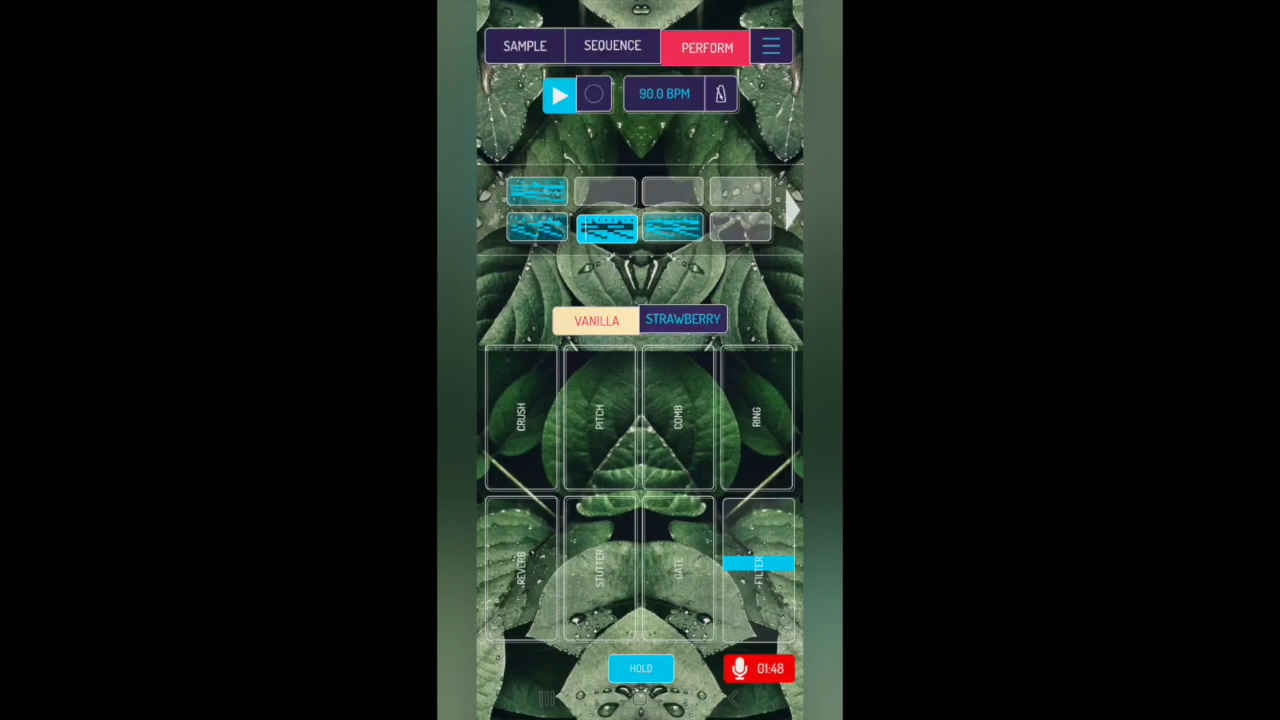 SAMPLE SEQUENCE PERFORM
90.0 BPM
VANILLA STRAWBERRY
CRUSH PITCH COMB RING
REVERB STUTTER GATE FILTER
HOLD 01:48